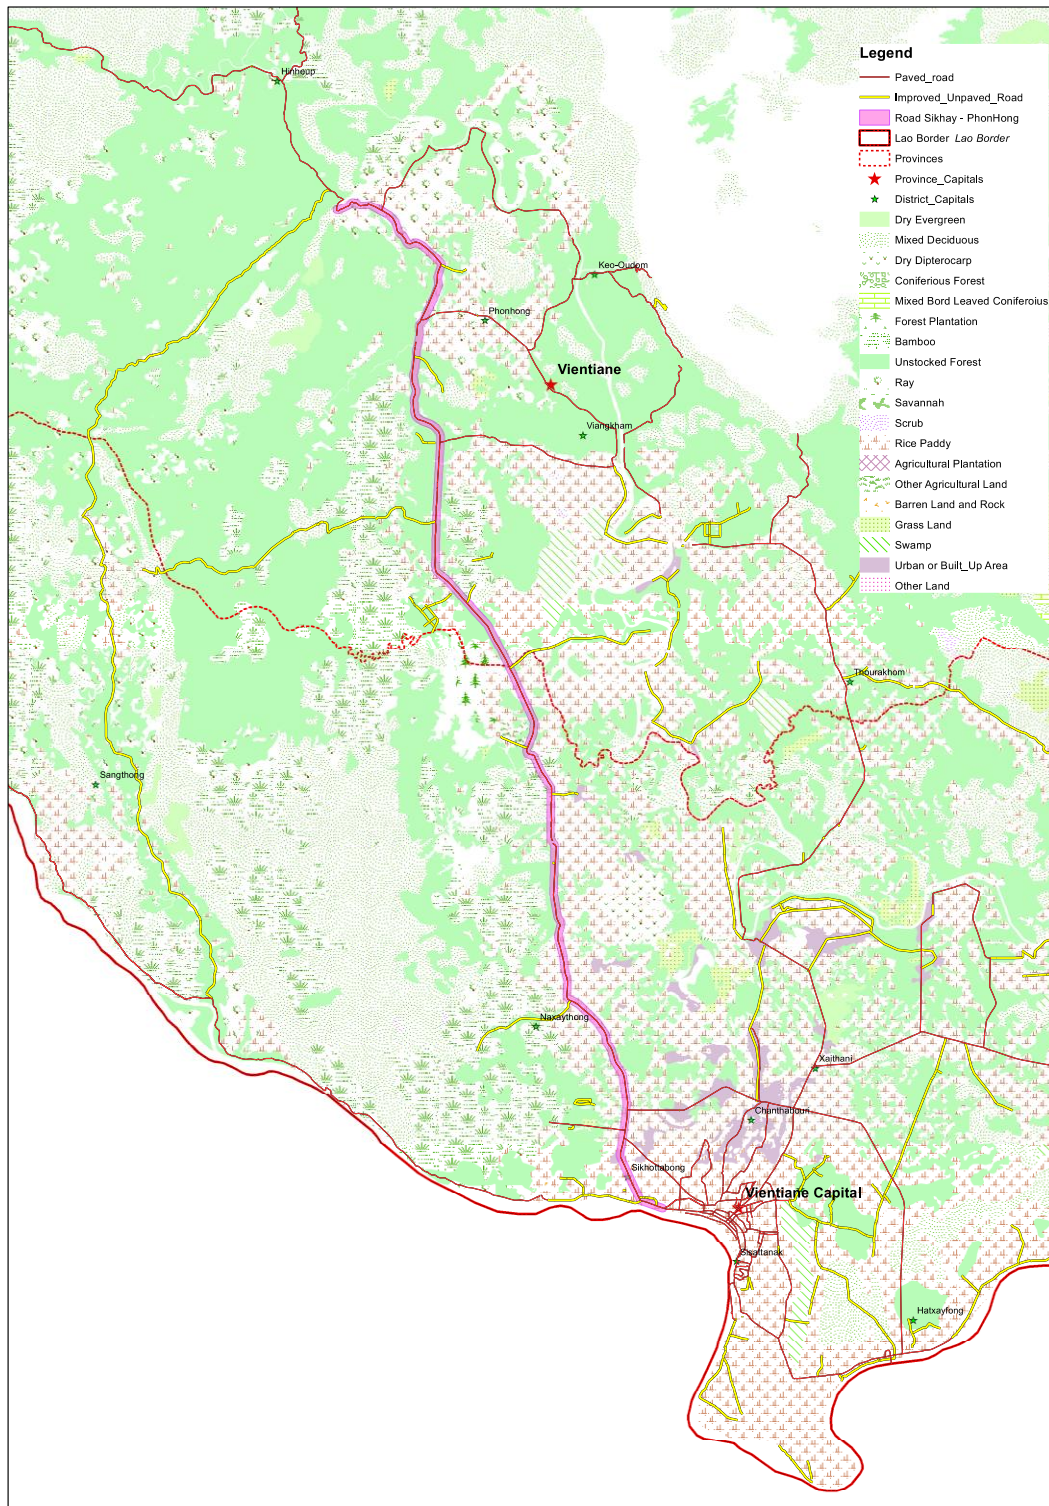 Legend
Paved_road
Improved_Unpaved_Road
Road Sikhay - PhonHong
Lao Border Lao Border
Provinces
Province_Capitals
District_Capitals
Dry Evergreen
Mixed Deciduous
Dry Dipterocarp
Coniferious Forest
Mixed Bord Leaved Coniferoius
Forest Plantation
Bamboo
Unstocked Forest
Ray
Savannah
Scrub
Rice Paddy
Agricultural Plantation
Other Agricultural Land
Barren Land and Rock
Grass Land
Swamp
Urban or Built_Up Area
Other Land
Hinheup
Keo-Oudom
Phonhong
Vientiane
Viangkham
Thourakhom
Sangthong
Naxaythong
Xaithani
Chanthabouri
Sikhottabong
Vientiane Capital
Sisattanak
Hatxayfong